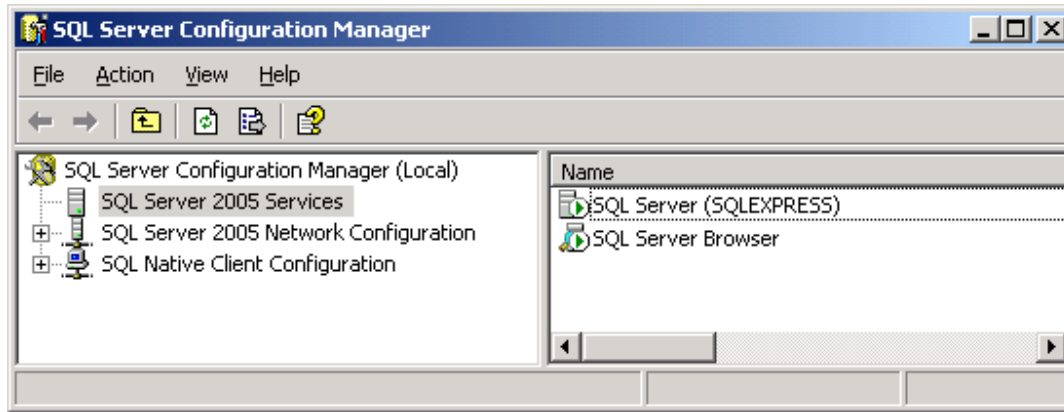 SQL Server Configuration Manager
File Action View Help
SQL Server Configuration Manager (Local)
SQL Server 2005 Services
SQL Server 2005 Network Configuration
SQL Native Client Configuration
Name
SQL Server (SQLEXPRESS)
SQL Server Browser